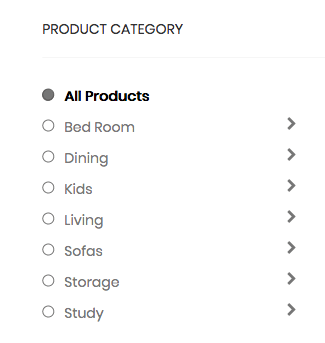 PRODUCT CATEGORY
All Products
Bed Room
Dining
Kids
Living
Sofas
Storage
Study